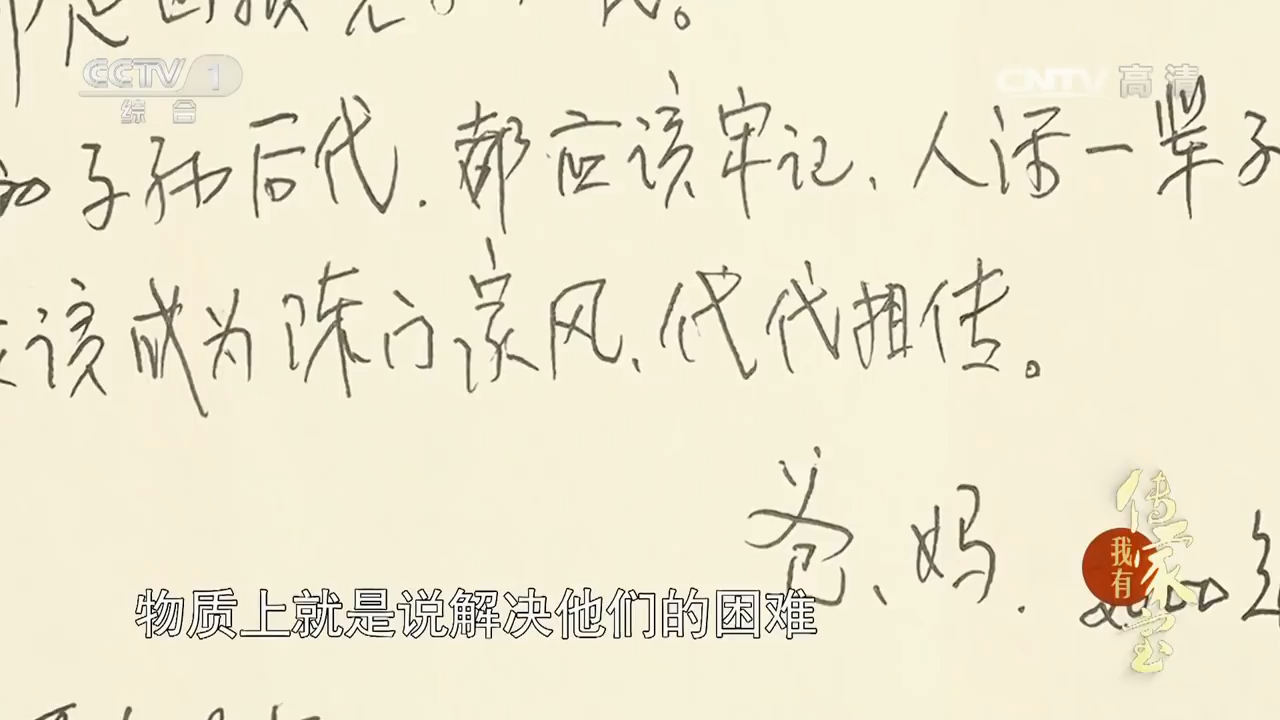 CCTV 1
综合
CNTV 高清
子孙后代，都应该牢记，人活一辈子
该成为陈门家风，代代相传。
爸、妈.
我有传家宝
物质上就是说解决他们的困难